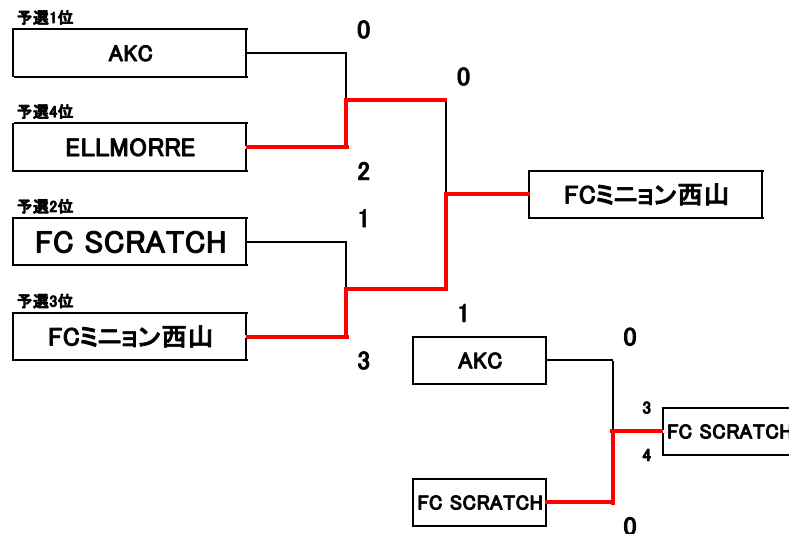 予選1位
0
AKC
0
予選4位
ELLMORRE
2
FCミニョン西山
予選2位
1
FC SCRATCH
予選3位
1
FCミニョン西山
0
3
AKC
3
FC SCRATCH
4
FC SCRATCH
0